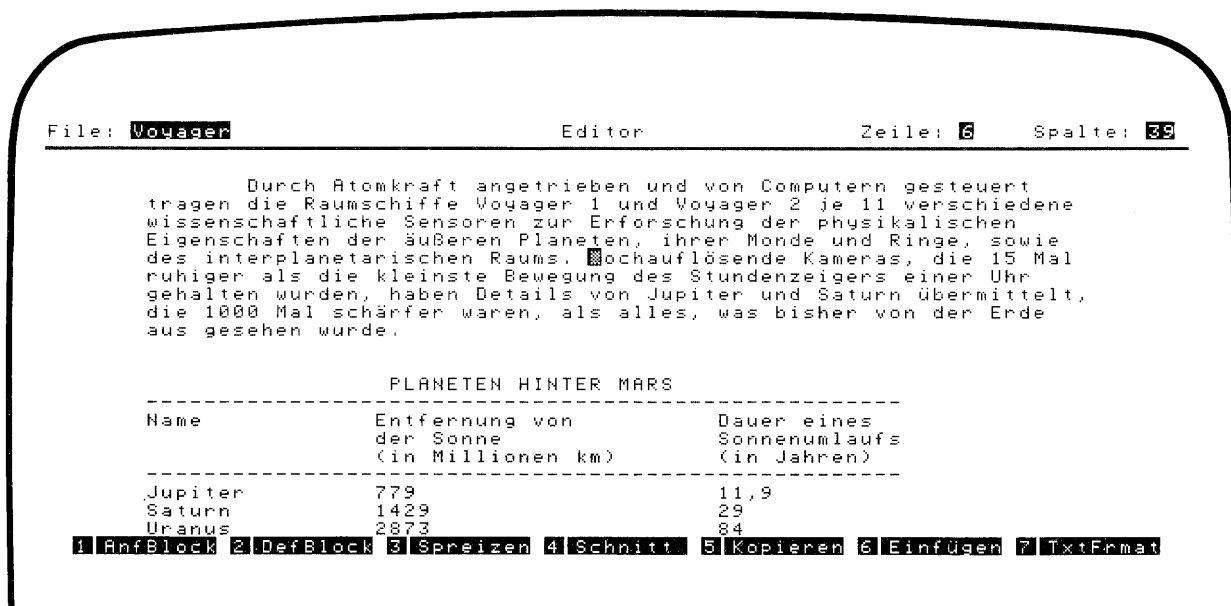 File: Voyager Editor Zeile: 6 Spalte: 39
Durch Atomkraft angetrieben und von Computern gesteuert
tragen die Raumschiffe Voyager 1 und Voyager 2 je 11 verschiedene
wissenschaftliche Sensoren zur Erforschung der physikalischen
Eigenschaften der äußeren Planeten, ihrer Monde und Ringe, sowie
des interplanetarischen Raums. ochauflösende Kameras, die 15 Mal
ruhiger als die kleinste Bewegung des Stundenzeigers einer Uhr
gehalten wurden, haben Details von Jupiter und Saturn übermittelt,
die 1000 Mal schärfer waren, als alles, was bisher von der Erde
aus gesehen wurde.
PLANETEN HINTER MARS
Name Entfernung von Dauer eines
der Sonne Sonnenumlaufs
(in Millionen km) (in Jahren)
Jupiter 779 11,9
Saturn 1429 29
Uranus 2873 84
1 AnfBlock 2 DefBlock 3 Spreizen 4 Schnitt 5 Kopieren 6 Einfügen 7 TxtFrmat